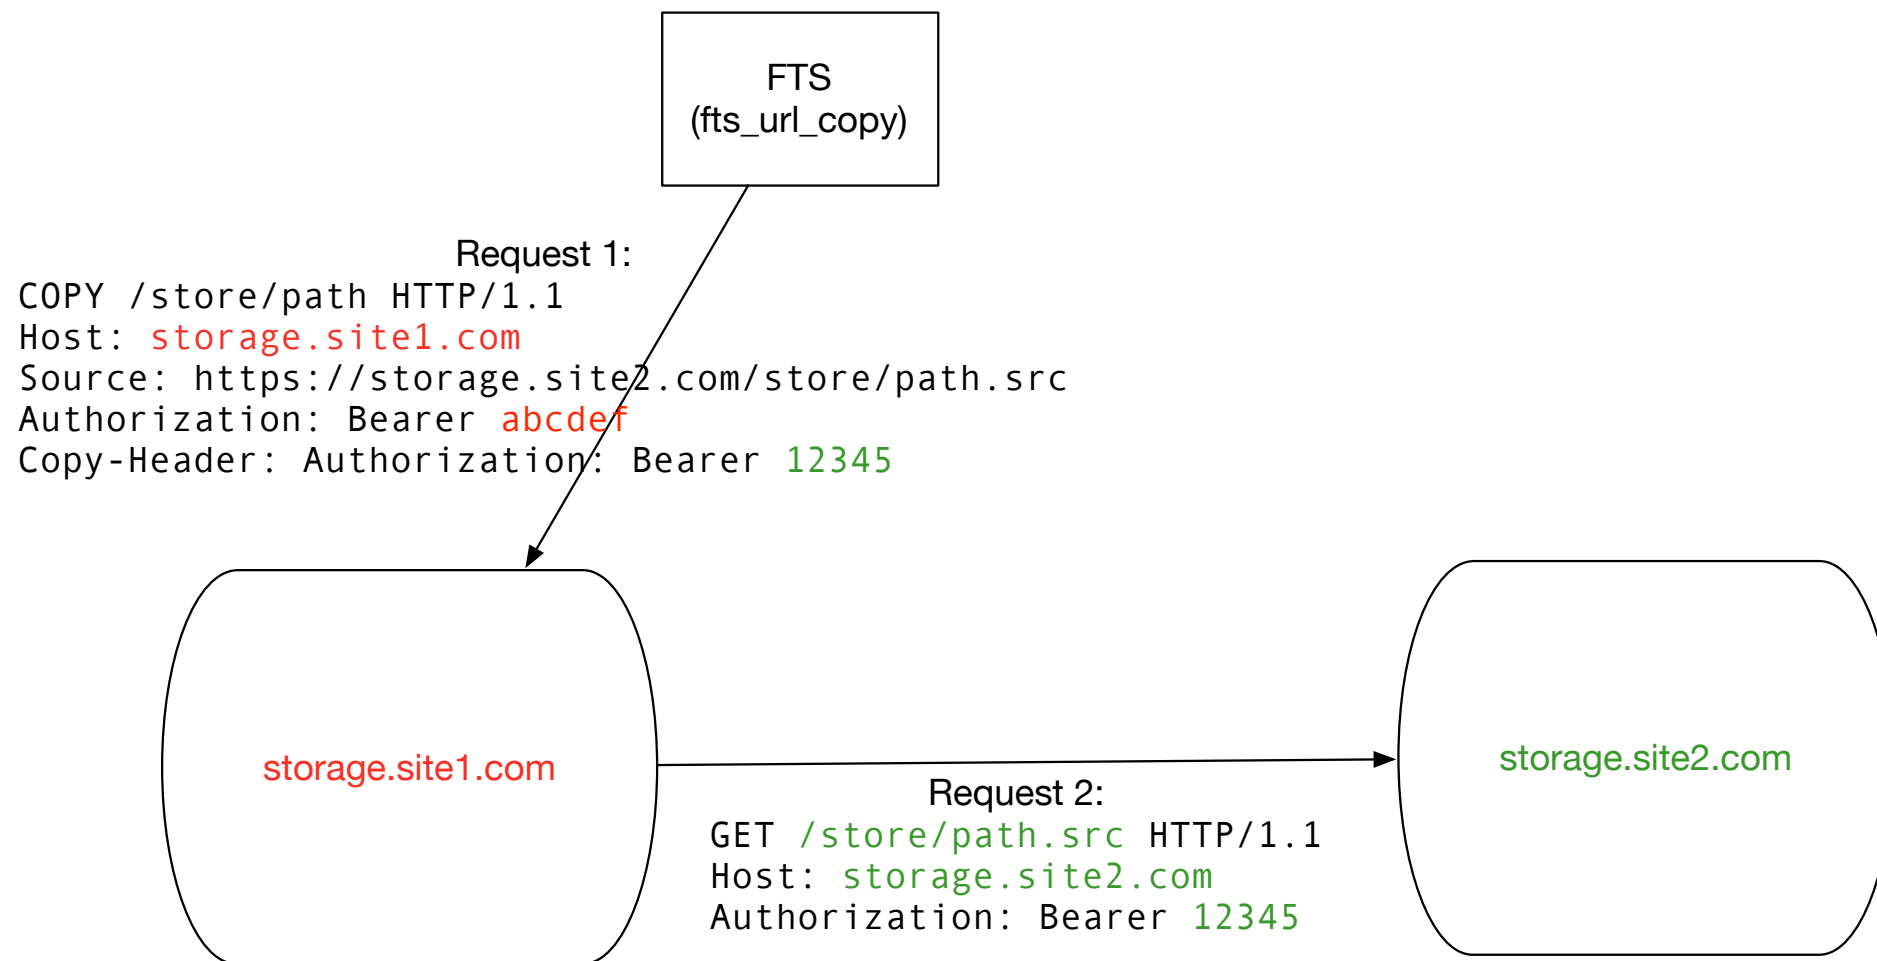 FTS
(fts_url_copy)
Request 1:
COPY /store/path HTTP/1.1
Host: storage.site1.com
Source: https://storage.site2.com/store/path.src
Authorization: Bearer abcdef
Copy-Header: Authorization: Bearer 12345
storage.site1.com
storage.site2.com
Request 2:
GET /store/path.src HTTP/1.1
Host: storage.site2.com
Authorization: Bearer 12345